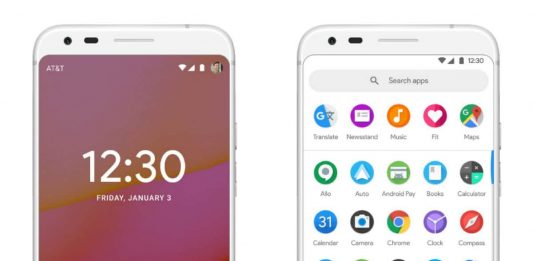 AT&T
12:30
FRIDAY, JANUARY 3
12:30
Search apps
Translate Newsstand Music Fit Maps
Allo Auto Android Pay Books Calculator
31
Calendar Camera Chrome Clock Compass